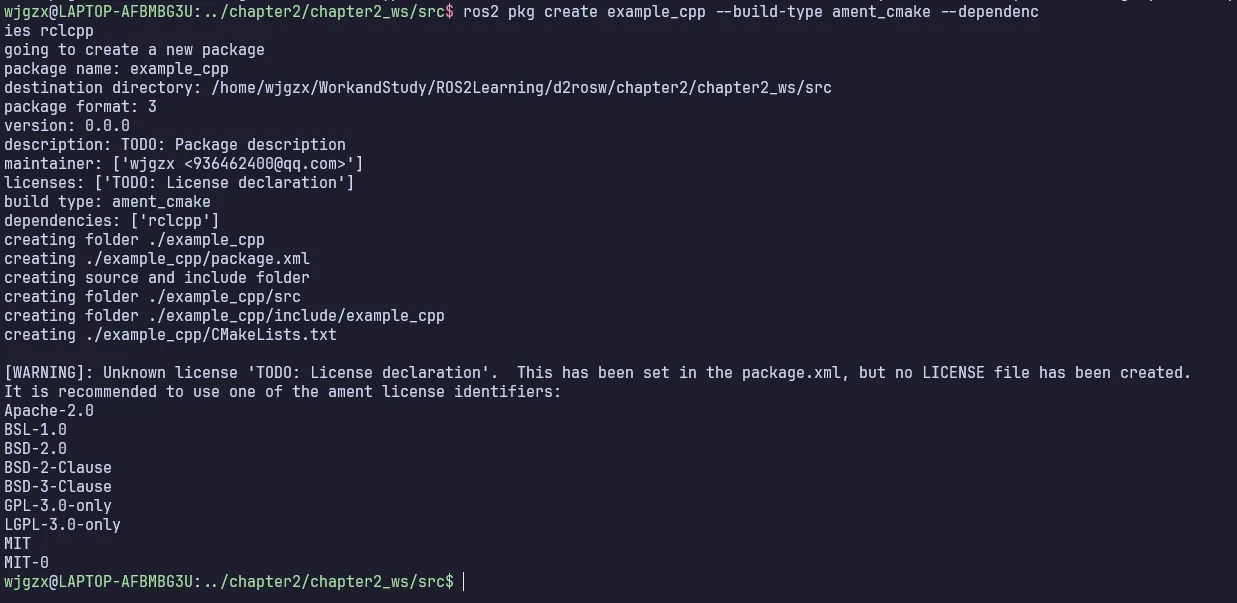 wjgzx@LAPTOP-AFBMBG3U:../chapter2/chapter2_ws/src$ ros2 pkg create example_cpp --build-type ament_cmake --dependenc
ies rclcpp
going to create a new package
package name: example_cpp
destination directory: /home/wjgzx/WorkandStudy/ROS2Learning/d2rosw/chapter2/chapter2_ws/src
package format: 3
version: 0.0.0
description: TODO: Package description
maintainer: ['wjgzx <936462400@qq.com>']
licenses: ['TODO: License declaration']
build type: ament_cmake
dependencies: ['rclcpp']
creating folder ./example_cpp
creating ./example_cpp/package.xml
creating source and include folder
creating folder ./example_cpp/src
creating folder ./example_cpp/include/example_cpp
creating ./example_cpp/CMakeLists.txt
[WARNING]: Unknown license 'TODO: License declaration'.  This has been set in the package.xml, but no LICENSE file has been created.
It is recommended to use one of the ament license identifiers:
Apache-2.0
BSL-1.0
BSD-2.0
BSD-2-Clause
BSD-3-Clause
GPL-3.0-only
LGPL-3.0-only
MIT
MIT-0
wjgzx@LAPTOP-AFBMBG3U:../chapter2/chapter2_ws/src$